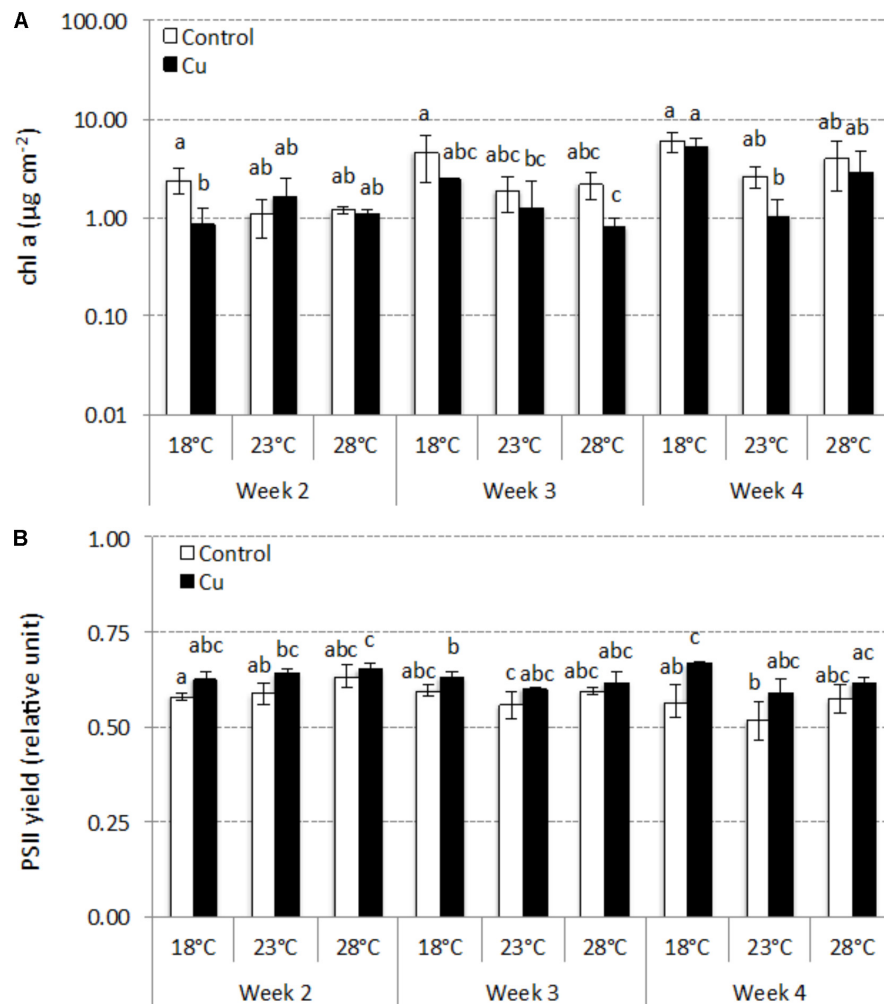 A
100.00
Control
Cu
10.00
1.00
0.10
0.01
chl a (µg cm-2)
a
b
ab
ab
ab
ab
a
abc
abc
bc
abc
c
a
a
ab
b
ab
ab
18°C
23°C
28°C
18°C
23°C
28°C
18°C
23°C
28°C
Week 2
Week 3
Week 4
B
1.00
Control
Cu
0.75
0.50
0.25
0.00
PSII yield (relative unit)
a
abc
ab
bc
abc
c
abc
b
c
abc
abc
abc
ab
c
b
abc
abc
ac
18°C
23°C
28°C
18°C
23°C
28°C
18°C
23°C
28°C
Week 2
Week 3
Week 4